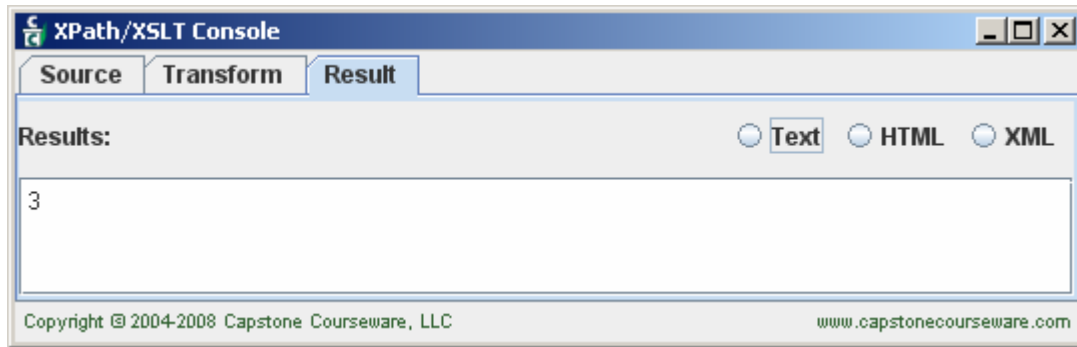 XPath/XSLT Console
Source Transform Result
Results: Text HTML XML
3
Copyright © 2004-2008 Capstone Courseware, LLC www.capstonecourseware.com